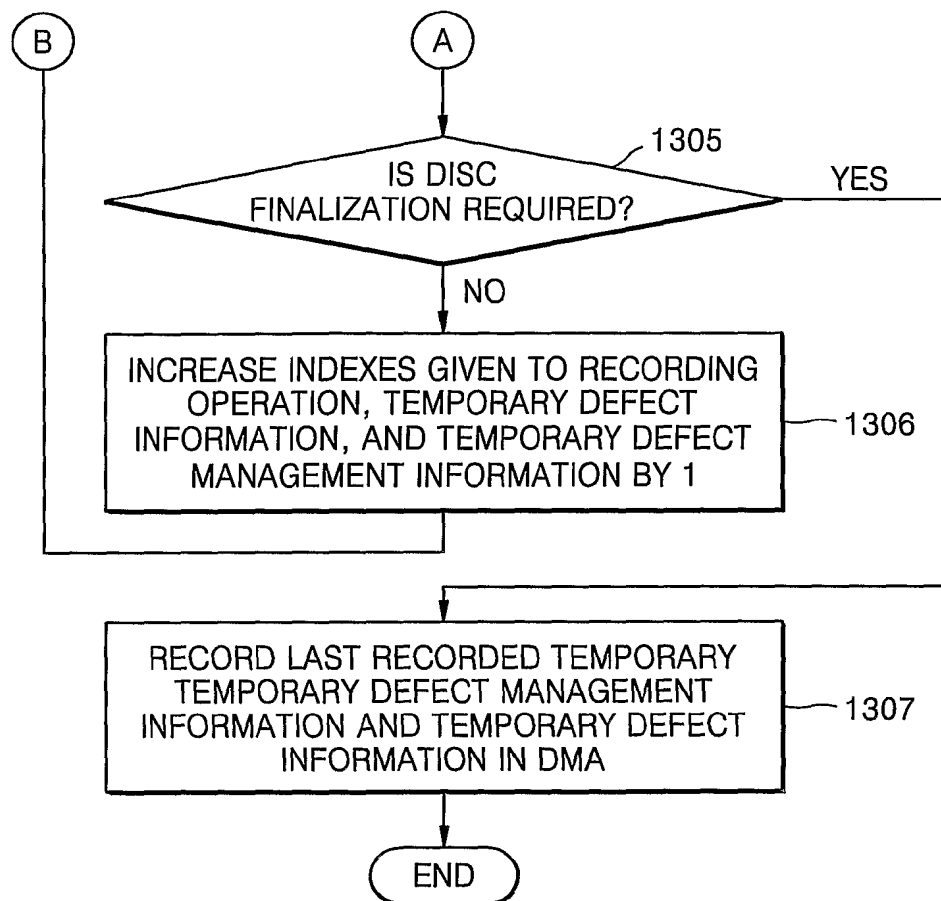 B
A
1305
IS DISC
FINALIZATION REQUIRED?
YES
NO
INCREASE INDEXES GIVEN TO RECORDING
OPERATION, TEMPORARY DEFECT
INFORMATION, AND TEMPORARY DEFECT
MANAGEMENT INFORMATION BY 1
1306
RECORD LAST RECORDED TEMPORARY
TEMPORARY DEFECT MANAGEMENT
INFORMATION AND TEMPORARY DEFECT
INFORMATION IN DMA
1307
END